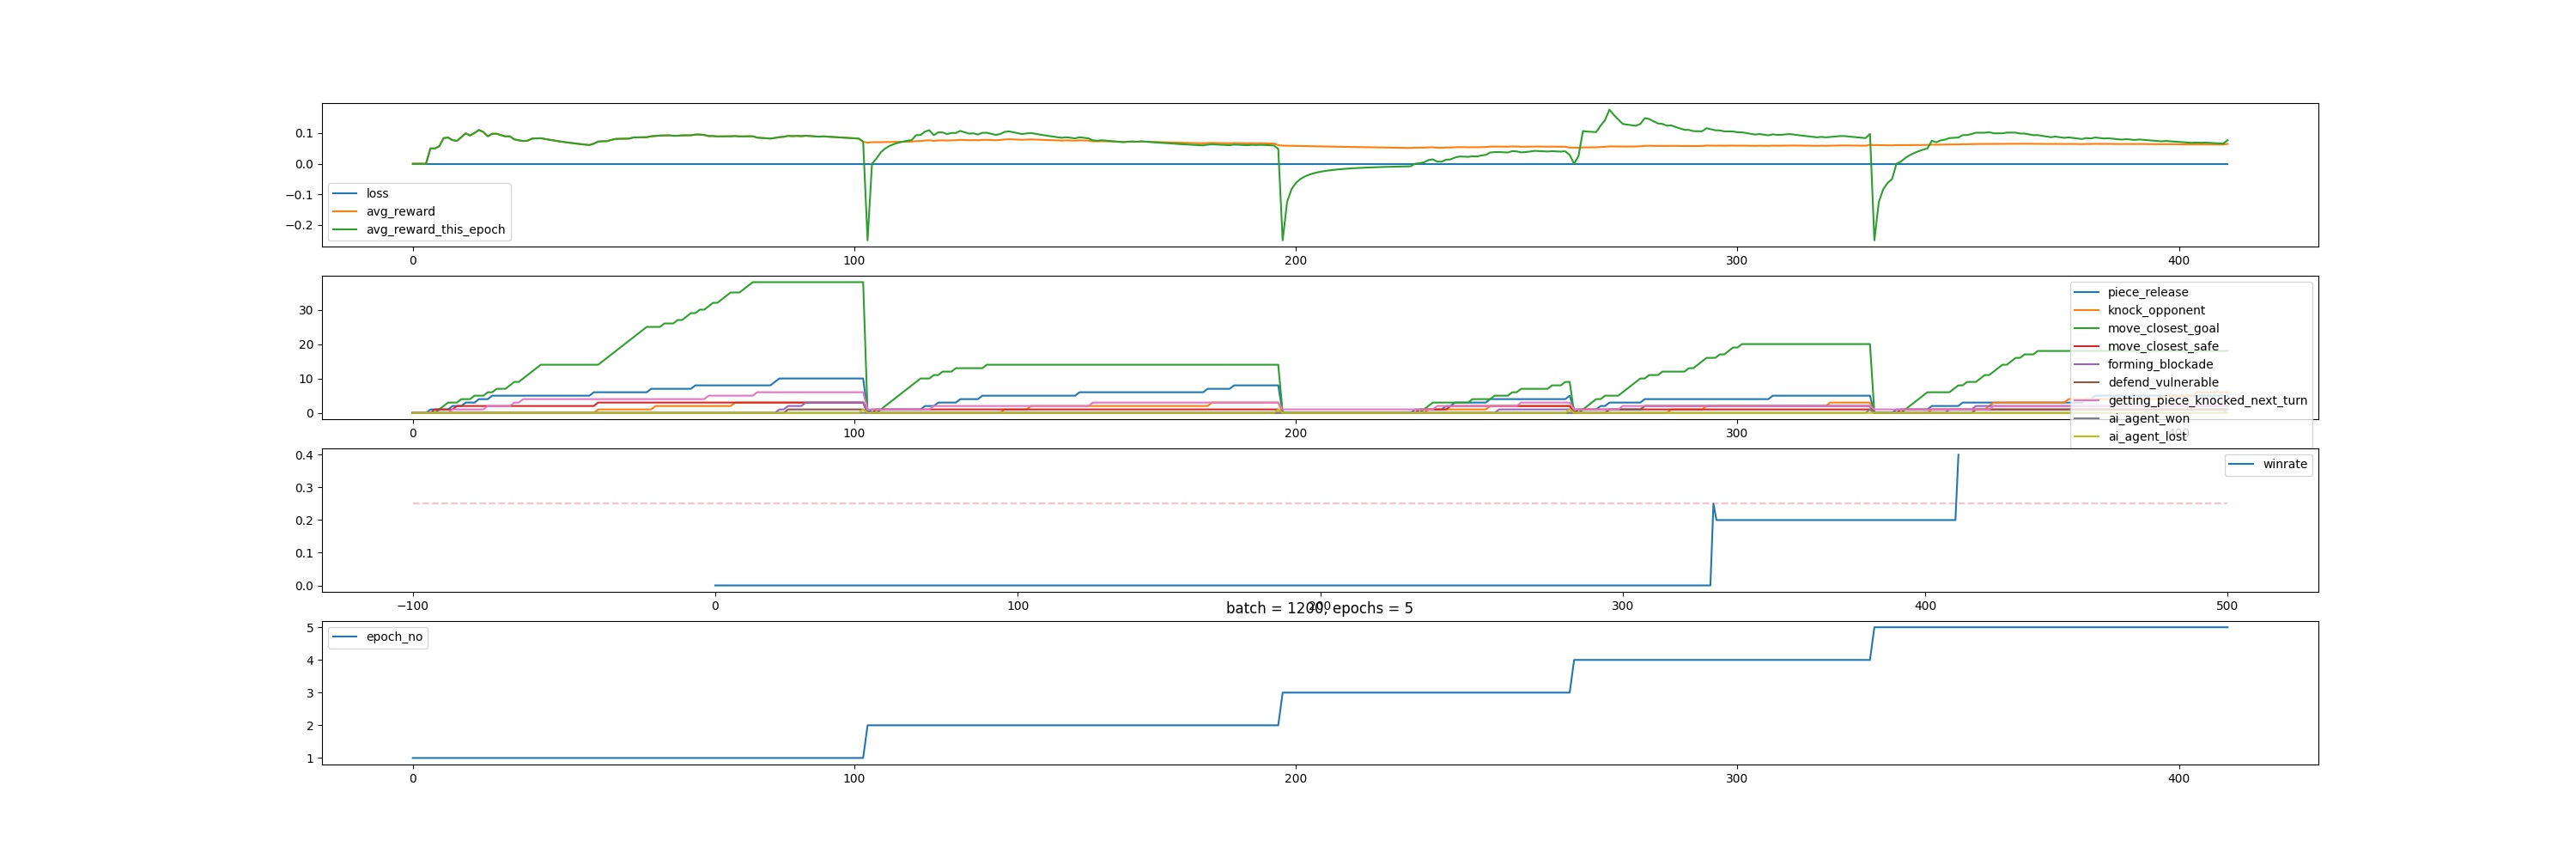 0.1
0.0
−0.1
−0.2
loss
avg_reward
avg_reward_this_epoch
0 100 200 300 400
30
20
10
0
piece_release
knock_opponent
move_closest_goal
move_closest_safe
forming_blockade
defend_vulnerable
getting_piece_knocked_next_turn
ai_agent_won
ai_agent_lost
0 100 200 300 400
0.4
0.3
0.2
0.1
0.0
winrate
−100 0 100 200 300 400 500
batch = 1200, epochs = 5
5
4
3
2
1
epoch_no
0 100 200 300 400